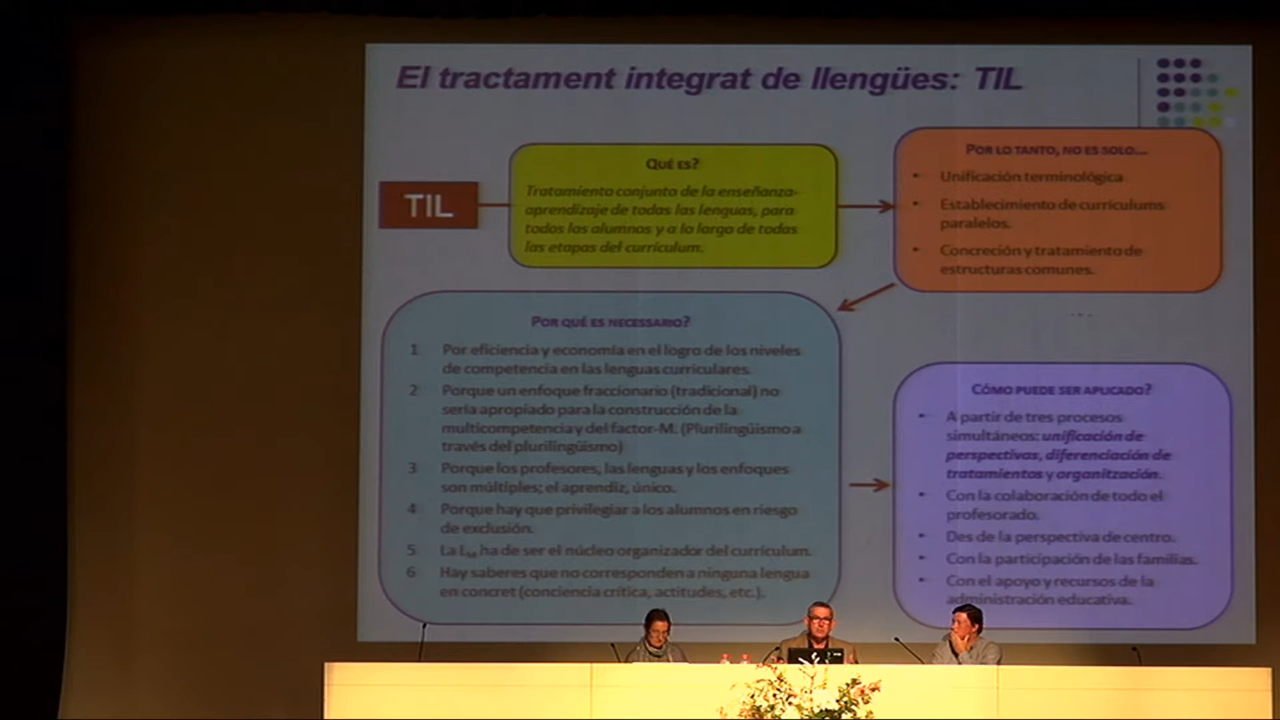 El tractament integrat de llengües: TIL
TIL
QUÉ ES?
Tratamiento conjunto de la enseñanza-
aprendizaje de todas las lenguas, para
todos los alumnos y a lo largo de todas
las etapas del currículum.
POR LO TANTO, NO ES SOLO...
• Unificación terminológica
• Establecimiento de currículums
paralelos.
• Concreción y tratamiento de
estructuras comunes.
...
POR QUÉ ES NECESSARIO?
1. Por eficiencia y economía en el logro de los niveles
de competencia en las lenguas curriculares.
2. Porque un enfoque fraccionario (tradicional) no
sería apropiado para la construcción de la
multicompetencia y del factor-M. (Plurilingüismo a
través del plurilingüismo)
3. Porque los profesores, las lenguas y los enfoques
son múltiples; el aprendiz, único.
4. Porque hay que privilegiar a los alumnos en riesgo
de exclusión.
5. La LM ha de ser el núcleo organizador del currículum.
6. Hay saberes que no corresponden a ninguna lengua
en concret (conciencia crítica, actitudes, etc.).
CÓMO PUEDE SER APLICADO?
• A partir de tres procesos
simultáneos: unificación de
perspectivas, diferenciación de
tratamientos y organitzación.
• Con la colaboración de todo el
profesorado.
• Des de la perspectiva de centro.
• Con la participación de las familias.
• Con el apoyo y recursos de la
administración educativa.